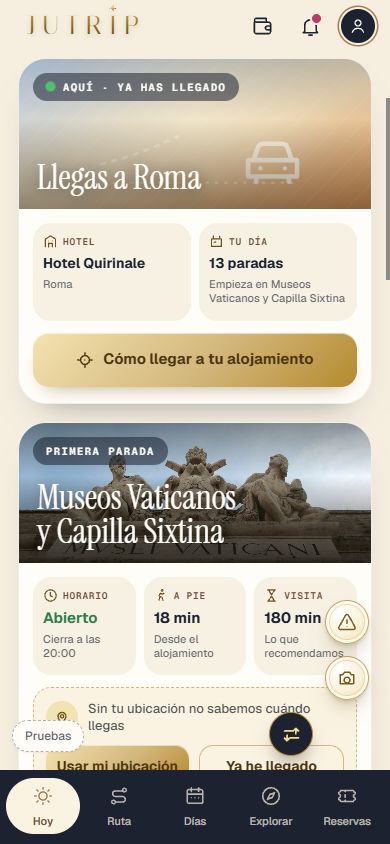 JUTRIP
AQUÍ · YA HAS LLEGADO
Llegas a Roma
HOTEL
Hotel Quirinale
Roma
TU DÍA
13 paradas
Empieza en Museos
Vaticanos y Capilla Sixtina
Cómo llegar a tu alojamiento
PRIMERA PARADA
Museos Vaticanos
y Capilla Sixtina
MUSEI VATICANI
HORARIO
Abierto
Cierra a las
20:00
A PIE
18 min
Desde el
alojamiento
VISITA
180 min
Lo que
recomendamos
Sin tu ubicación no sabemos cuándo
llegas
Pruebas
Usar mi ubicación
Ya he llegado
Hoy
Ruta
Días
Explorar
Reservas